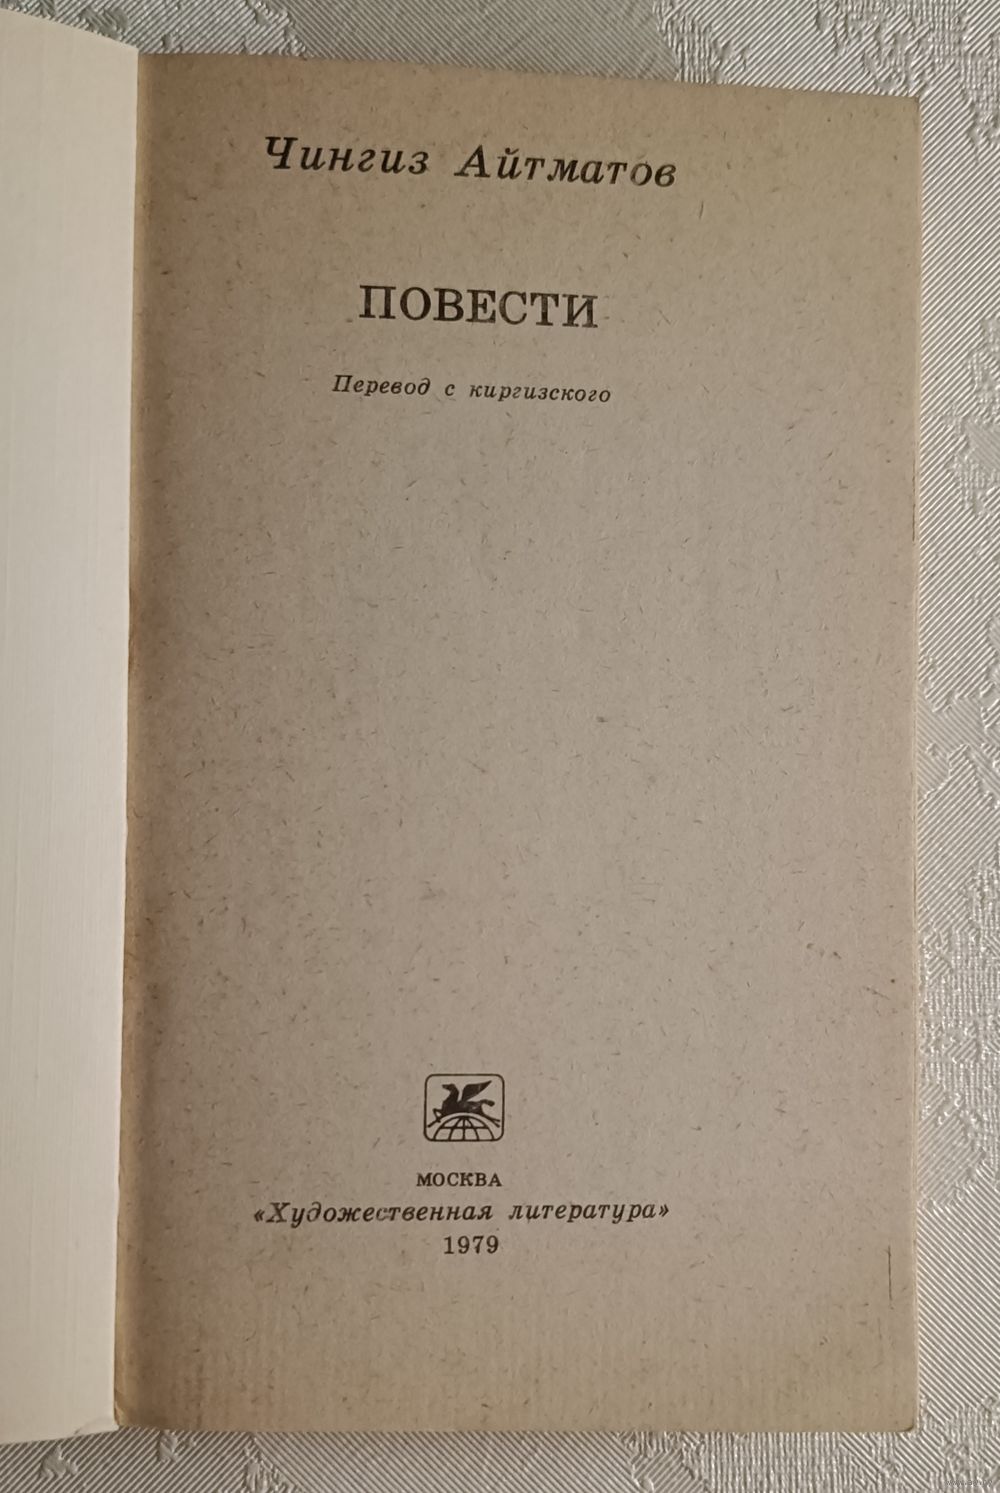 Чингиз Айтматов
ПОВЕСТИ
Перевод с киргизского
МОСКВА
«Художественная литература»
1979